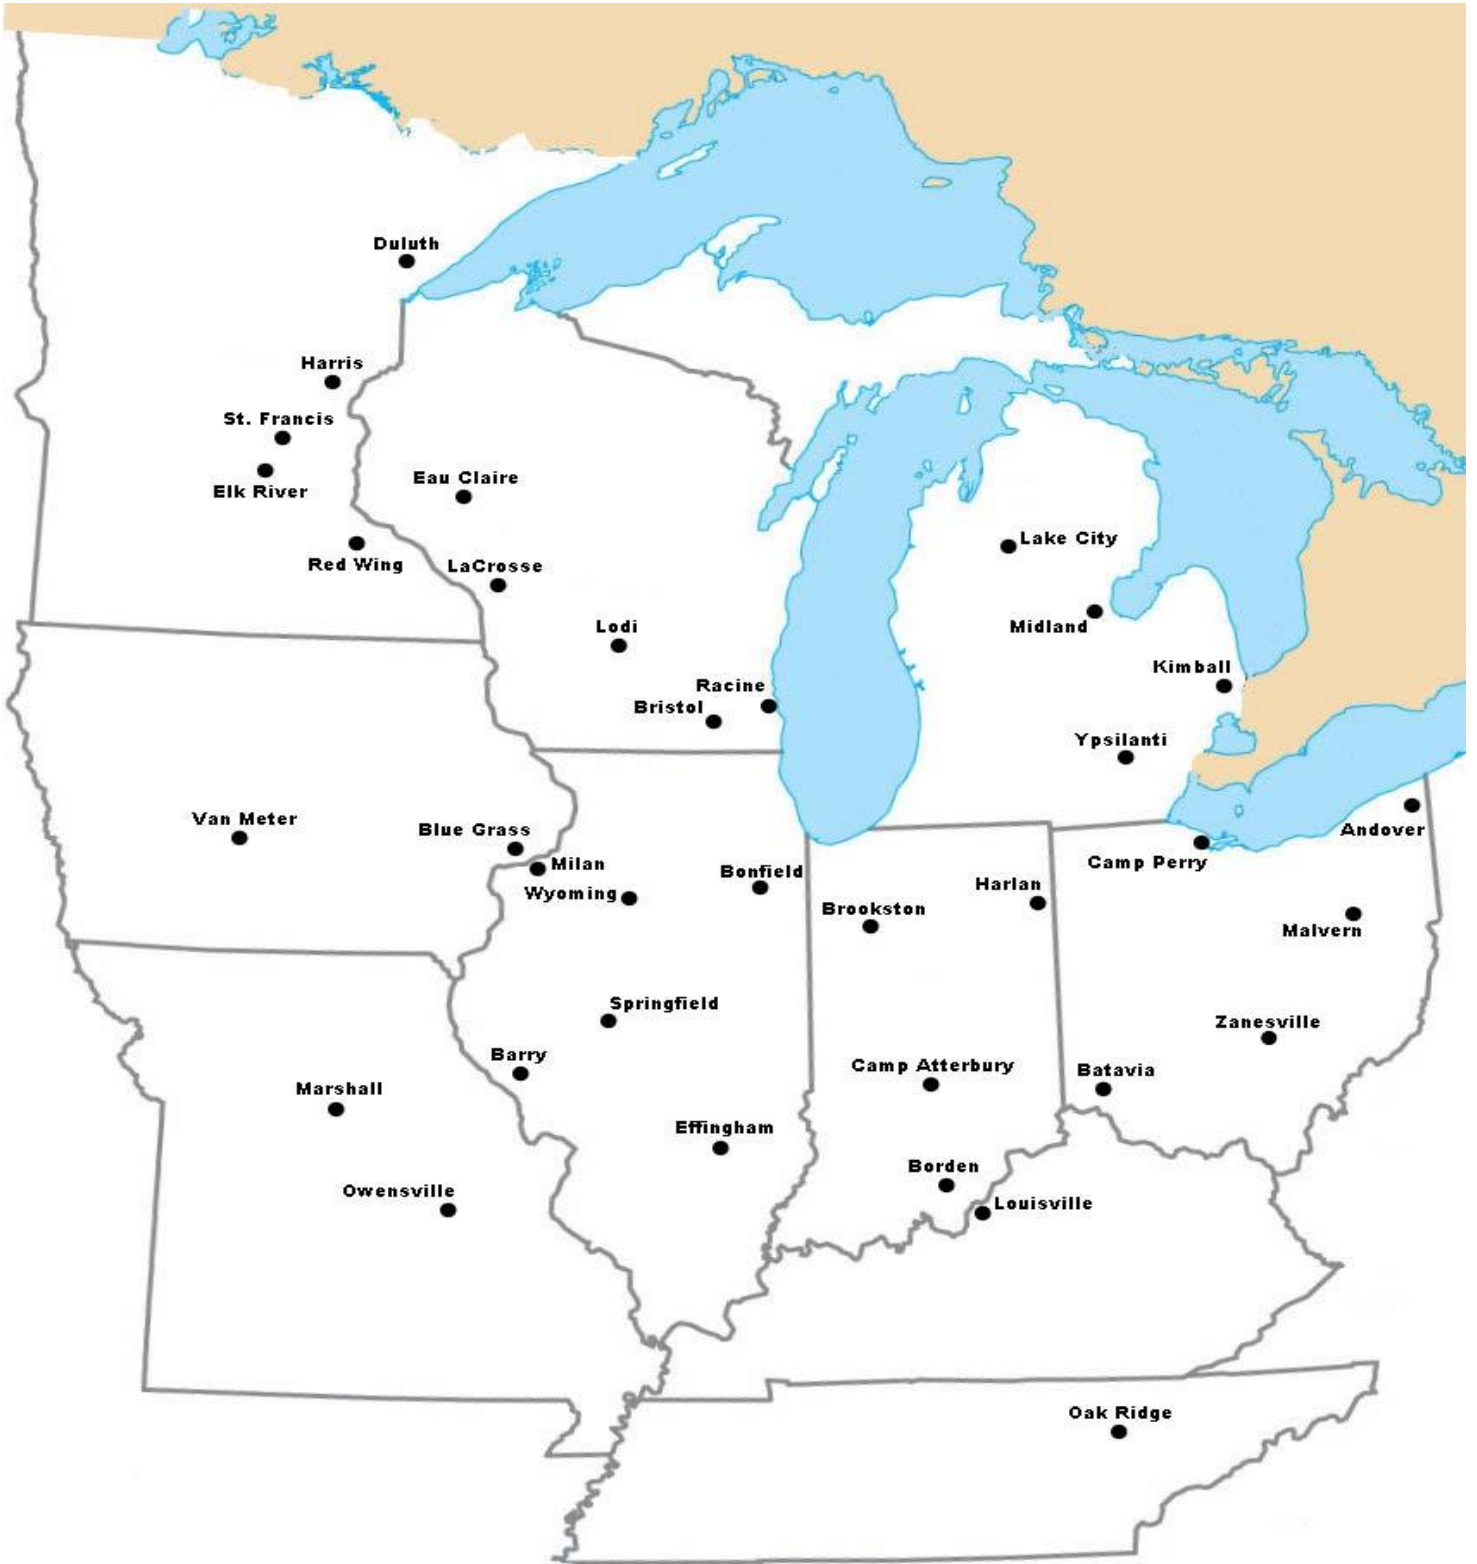 Duluth
Harris
St. Francis
Elk River
Eau Claire
Red Wing
LaCrosse
Lake City
Lodi
Midland
Kimball
Racine
Bristol
Ypsilanti
Van Meter
Blue Grass
Andover
Milan
Camp Perry
Bonfield
Wyoming
Harlan
Brookston
Malvern
Springfield
Zanesville
Barry
Camp Atterbury
Batavia
Marshall
Effingham
Borden
Owensville
Louisville
Oak Ridge